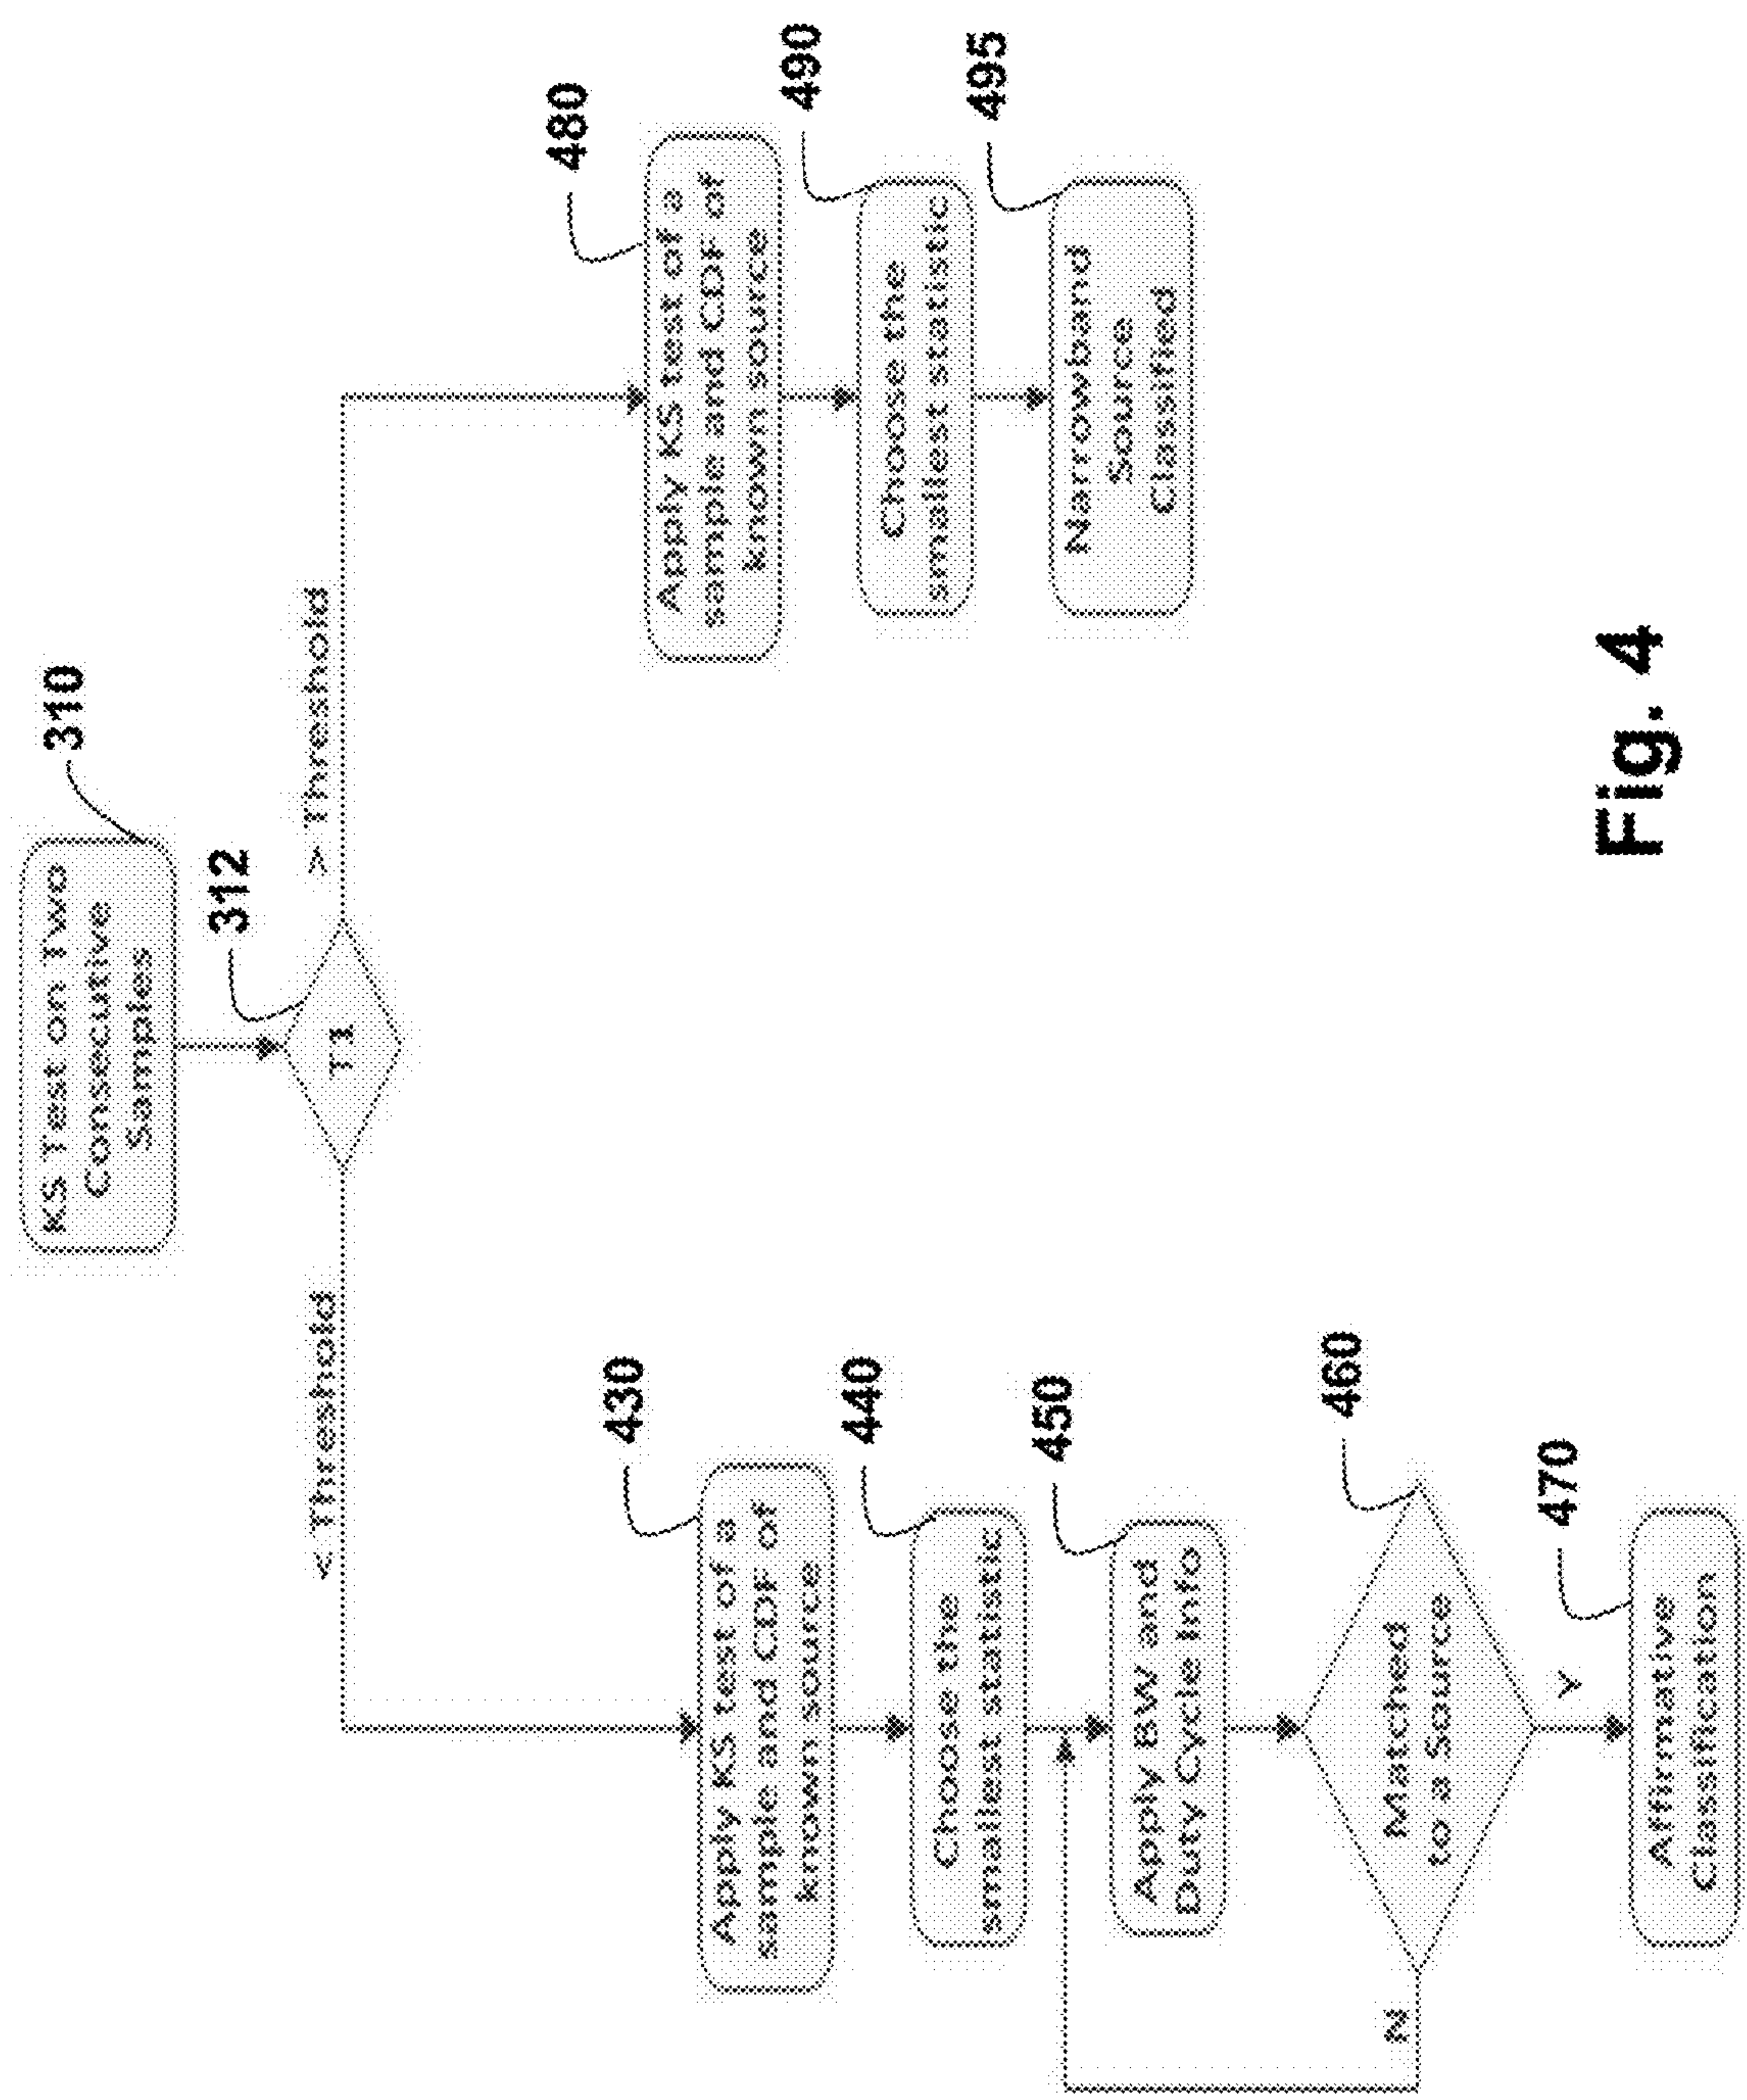 KS Test on Two
Consecutive
Samples
310
T1
312
< Threshold
> Threshold
Apply KS test of a
sample and CDF of
known source
430
Choose the
smallest statistic
440
Apply BW and
Duty Cycle Info
450
Matched
to a Source
460
N
Y
Affirmative
Classification
470
Apply KS test of a
sample and CDF of
known source
480
Choose the
smallest statistic
490
Narrowband
Source
Classified
495
Fig. 4